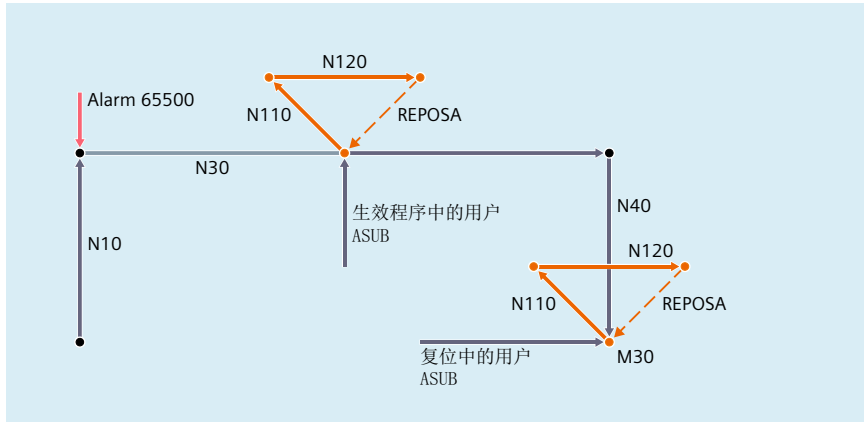 N120
Alarm 65500
N110
REPOSA
N30
生效程序中的用户
ASUB
N40
N10
N120
N110
REPOSA
复位中的用户
ASUB
M30